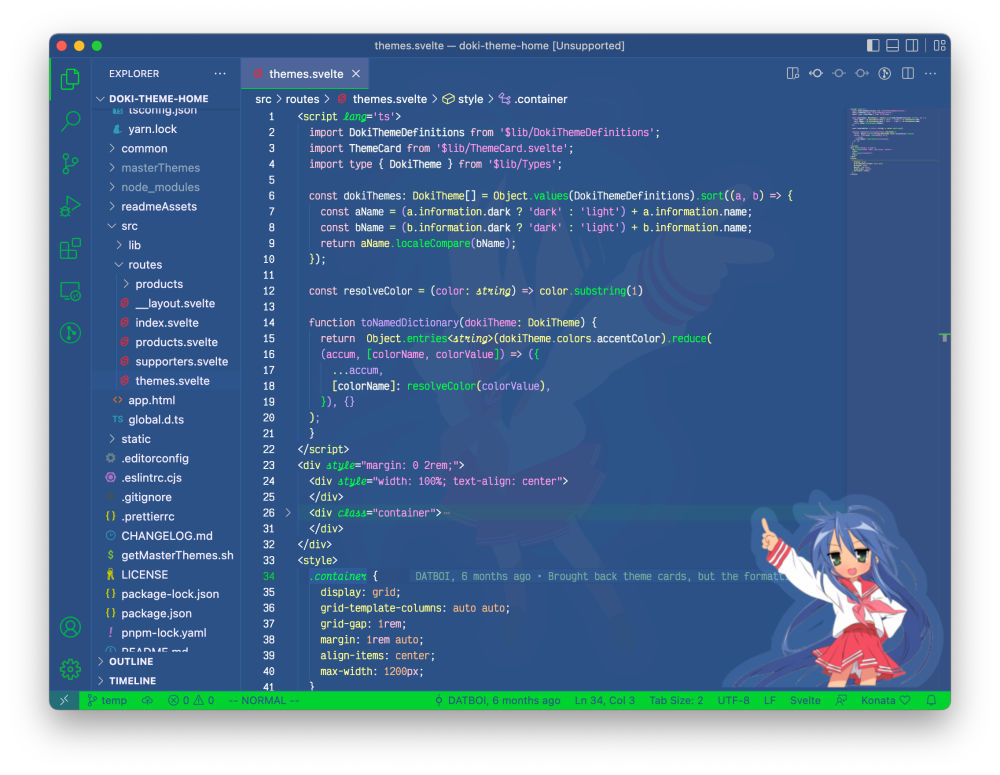 themes.svelte — doki-theme-home [Unsupported]
EXPLORER
DOKI-THEME-HOME
tsconfig.json
yarn.lock
common
masterThemes
node_modules
readmeAssets
src
lib
routes
products
__layout.svelte
index.svelte
products.svelte
supporters.svelte
themes.svelte
app.html
TS global.d.ts
static
.editorconfig
.eslintrc.cjs
.gitignore
{ } .prettierrc
CHANGELOG.md
$ getMasterThemes.sh
LICENSE
{ } package-lock.json
{ } package.json
! pnpm-lock.yaml
README.md
OUTLINE
TIMELINE
themes.svelte
src > routes > themes.svelte > style > .container
1 <script lang='ts'>
2 import DokiThemeDefinitions from '$lib/DokiThemeDefinitions';
3 import ThemeCard from '$lib/ThemeCard.svelte';
4 import type { DokiTheme } from '$lib/Types';
5
6 const dokiThemes: DokiTheme[] = Object.values(DokiThemeDefinitions).sort((a, b) => {
7 const aName = (a.information.dark ? 'dark' : 'light') + a.information.name;
8 const bName = (b.information.dark ? 'dark' : 'light') + b.information.name;
9 return aName.localeCompare(bName);
10 });
11
12 const resolveColor = (color: string) => color.substring(1)
13
14 function toNamedDictionary(dokiTheme: DokiTheme) {
15 return Object.entries<string>(dokiTheme.colors.accentColor).reduce(
16 (accum, [colorName, colorValue]) => ({
17 ...accum,
18 [colorName]: resolveColor(colorValue),
19 }), {}
20 );
21 }
22 </script>
23 <div style="margin: 0 2rem;">
24 <div style="width: 100%; text-align: center">
25 </div>
26 > <div class="container">…
31 </div>
32 </div>
33 <style>
34 .container { DATBOI, 6 months ago • Brought back theme cards, but the formatti
35 display: grid;
36 grid-template-columns: auto auto;
37 grid-gap: 1rem;
38 margin: 1rem auto;
39 align-items: center;
40 max-width: 1200px;
41 }
temp 0 0 -- NORMAL -- DATBOI, 6 months ago Ln 34, Col 3 Tab Size: 2 UTF-8 LF Svelte Konata ♡